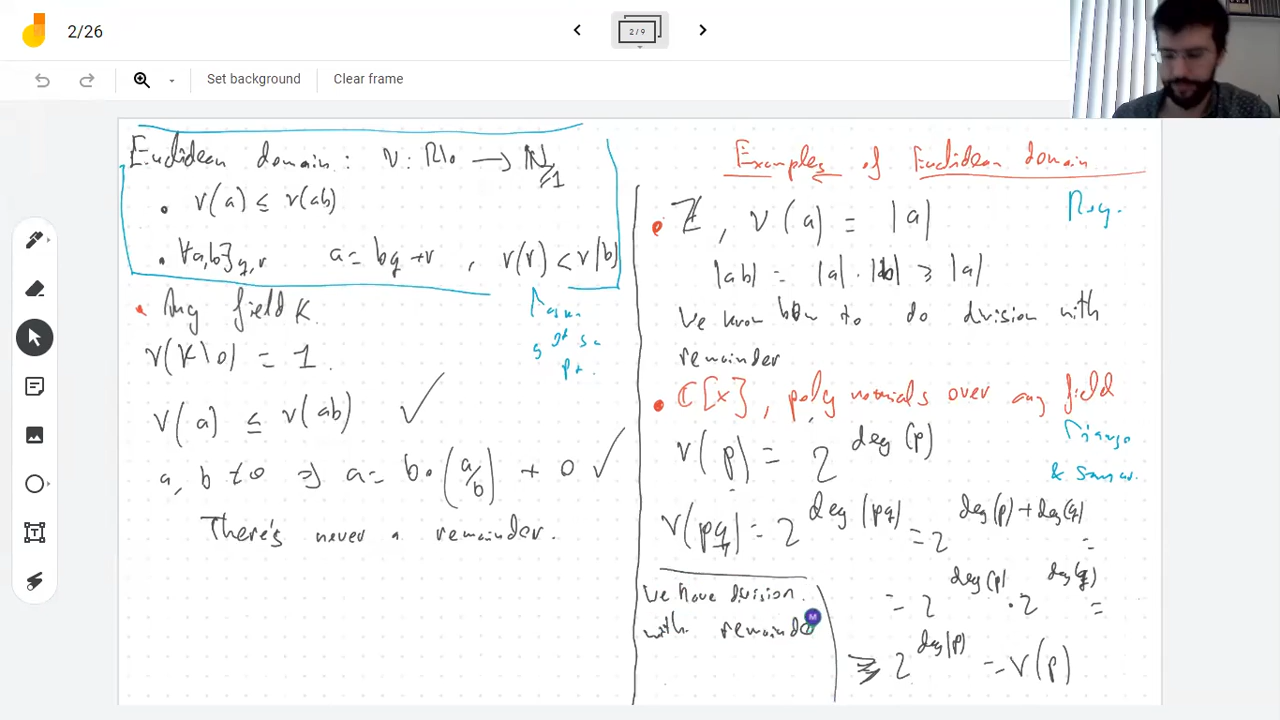 2/26
2/9
Set background
Clear frame
Euclidean domain: ν: R\0 → ℕ≥1
• ν(a) ≤ ν(ab)
• ∀a,b ∃ q, r a = bq + r, ν(r) < ν(b)
• Any field K.
ν(K\0) = 1.
ν(a) ≤ ν(ab) ✓
a, b ≠ 0 ⇒ a = b·(a/b) + 0 ✓
There's never a remainder.
Examples of Euclidean domain
• ℤ, ν(a) = |a|
|ab| = |a|·|b| ≥ |a|
We know how to do division with
remainder
• ℂ[x], polynomials over any field
ν(p) = 2^deg(p)
ν(pq) = 2^deg(pq) = 2^deg(p)+deg(q) =
= 2^deg(p) · 2^deg(q) =
≥ 2^deg(p) = ν(p)
We have division
with remainde
M